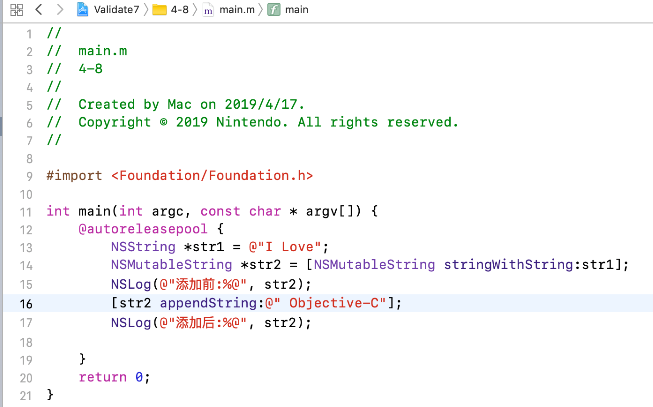 Validate7 〉 4-8 〉 m main.m 〉 f main
1 //
2 //  main.m
3 //  4-8
4 //
5 //  Created by Mac on 2019/4/17.
6 //  Copyright © 2019 Nintendo. All rights reserved.
7 //
8
9 #import <Foundation/Foundation.h>
10
11 int main(int argc, const char * argv[]) {
12     @autoreleasepool {
13         NSString *str1 = @"I Love";
14         NSMutableString *str2 = [NSMutableString stringWithString:str1];
15         NSLog(@"添加前:%@", str2);
16         [str2 appendString:@" Objective-C"];
17         NSLog(@"添加后:%@", str2);
18
19     }
20     return 0;
21 }